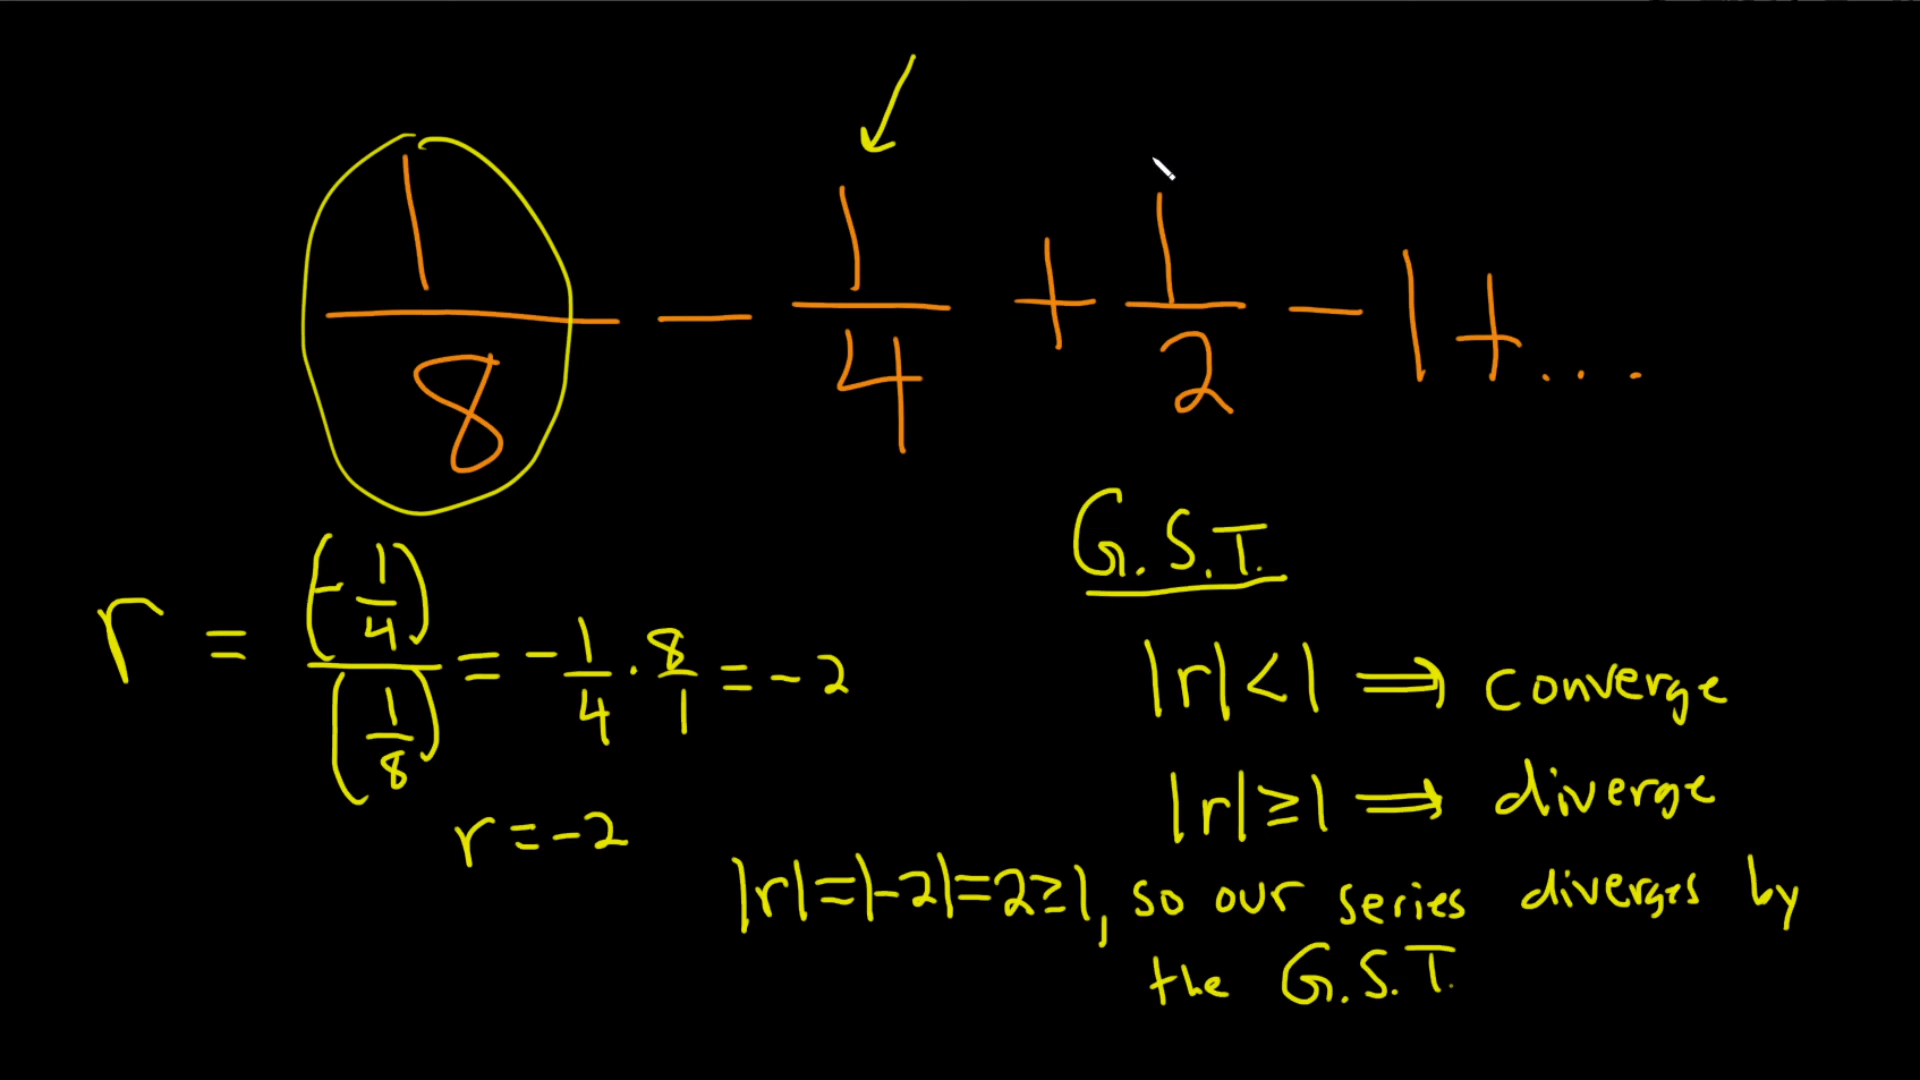 1/8 - 1/4 + 1/2 - 1 + ...
G.S.T.
r = (-1/4)/(1/8) = -1/4 · 8/1 = -2
|r| < 1 ⟹ converge
|r| ≥ 1 ⟹ diverge
r = -2
|r| = |-2| = 2 ≥ 1, so our series diverges by
the G.S.T.